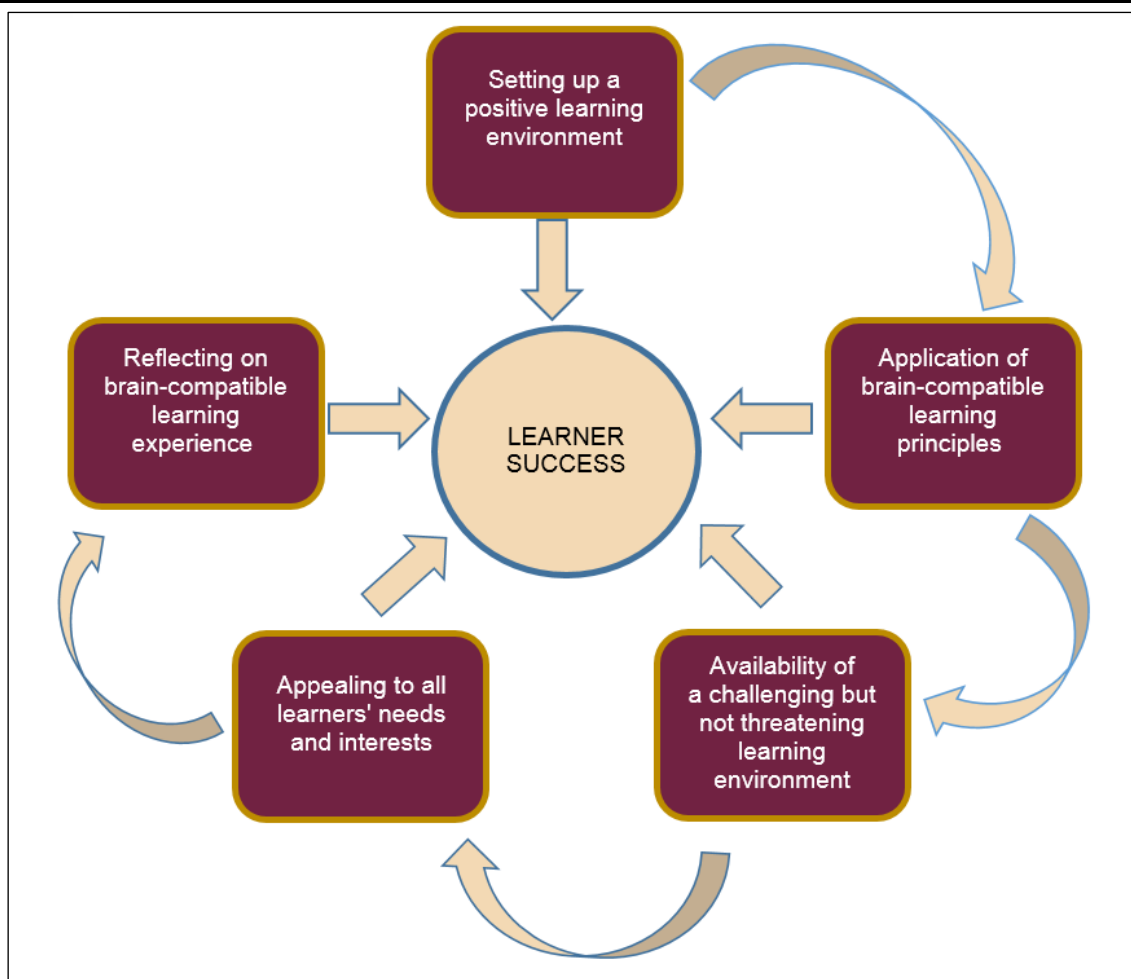 Setting up a
positive learning
environment
Reflecting on
brain-compatible
learning
experience
LEARNER
SUCCESS
Application of
brain-compatible
learning
principles
Appealing to all
learners' needs
and interests
Availability of
a challenging but
not threatening
learning
environment